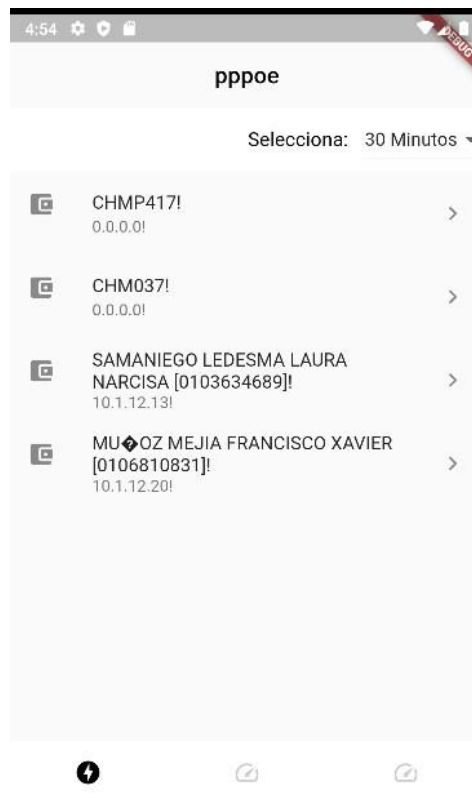 4:54
DEBUG
pppoe
Selecciona: 30 Minutos
CHMP417!
0.0.0.0!
CHM037!
0.0.0.0!
SAMANIEGO LEDESMA LAURA
NARCISA [0103634689]!
10.1.12.13!
MU�OZ MEJIA FRANCISCO XAVIER
[0106810831]!
10.1.12.20!